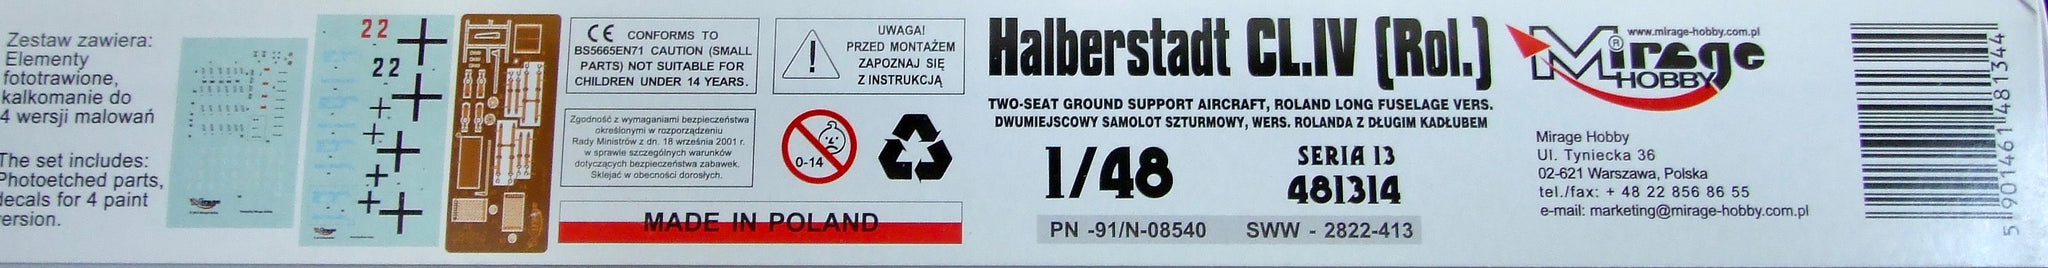 Zestaw zawiera:
Elementy
fototrawione,
kalkomanie do
4 wersji malowań
The set includes:
Photoetched parts,
decals for 4 paint
version.
22
22
CE CONFORMS TO
BS5665EN71 CAUTION (SMALL
PARTS) NOT SUITABLE FOR
CHILDREN UNDER 14 YEARS.
Zgodność z wymaganiami bezpieczeństwa
określonymi w rozporządzeniu
Rady Ministrów z dn. 18 września 2001 r.
w sprawie szczególnych warunków
dotyczących bezpieczeństwa zabawek.
Sklejać w obecności dorosłych.
! UWAGA!
PRZED MONTAŻEM
ZAPOZNAJ SIĘ
Z INSTRUKCJĄ
0-14
MADE IN POLAND
Halberstadt CL.IV (Rol.)
TWO-SEAT GROUND SUPPORT AIRCRAFT, ROLAND LONG FUSELAGE VERS.
DWUMIEJSCOWY SAMOLOT SZTURMOWY, WERS. ROLANDA Z DŁUGIM KADŁUBEM
1/48
SERIA 13
481314
PN -91/N-08540 SWW - 2822-413
www.mirage-hobby.com.pl
Mirage ®
HOBBY
Mirage Hobby
Ul. Tyniecka 36
02-621 Warszawa, Polska
tel./fax: + 48 22 856 86 55
e-mail: marketing@mirage-hobby.com.pl
5 901461 481344